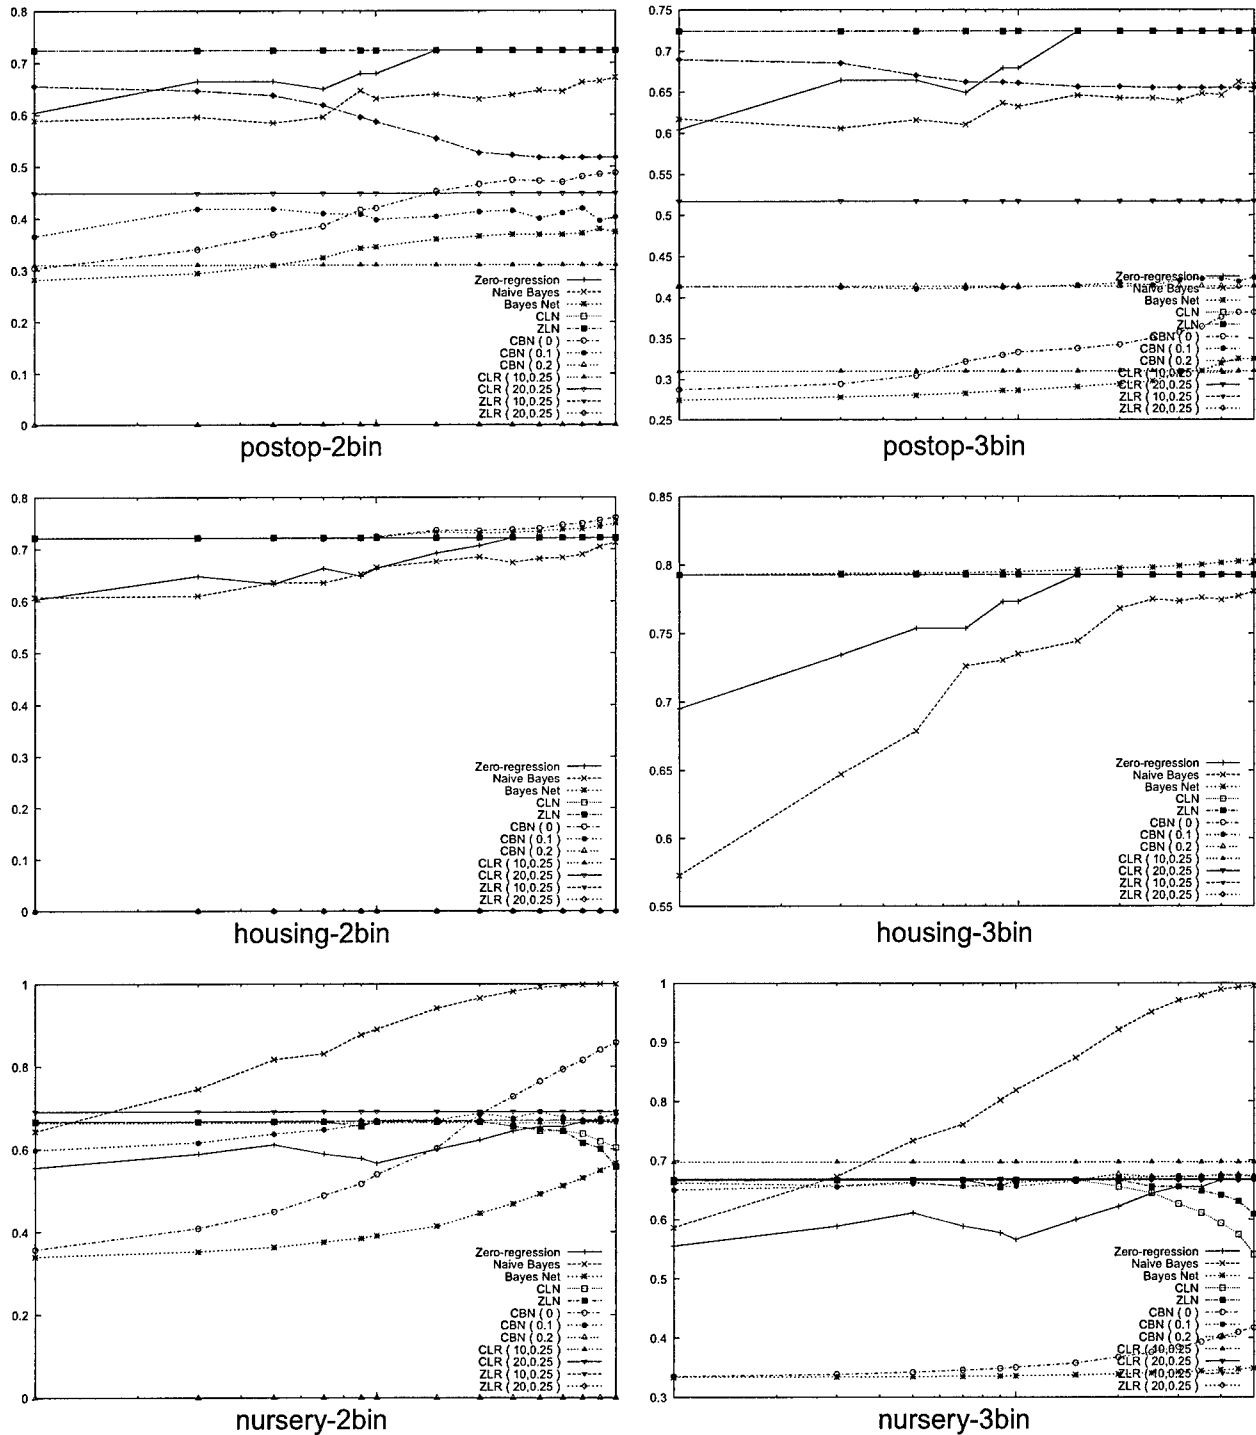 0.8
0.7
0.6
0.5
0.4
0.3
0.2
0.1
0
Zero-regression
Naive Bayes
Bayes Net
CLN
ZLN
CBN ( 0 )
CBN ( 0.1 )
CBN ( 0.2 )
CLR ( 10,0.25 )
CLR ( 20,0.25 )
ZLR ( 10,0.25 )
ZLR ( 20,0.25 )
postop-2bin
0.75
0.7
0.65
0.6
0.55
0.5
0.45
0.4
0.35
0.3
0.25
Zero-regression
Naive Bayes
Bayes Net
CLN
ZLN
CBN ( 0 )
CBN ( 0.1 )
CBN ( 0.2 )
CLR ( 10,0.25 )
CLR ( 20,0.25 )
ZLR ( 10,0.25 )
ZLR ( 20,0.25 )
postop-3bin
0.8
0.7
0.6
0.5
0.4
0.3
0.2
0.1
0
Zero-regression
Naive Bayes
Bayes Net
CLN
ZLN
CBN ( 0 )
CBN ( 0.1 )
CBN ( 0.2 )
CLR ( 10,0.25 )
CLR ( 20,0.25 )
ZLR ( 10,0.25 )
ZLR ( 20,0.25 )
housing-2bin
0.85
0.8
0.75
0.7
0.65
0.6
0.55
Zero-regression
Naive Bayes
Bayes Net
CLN
ZLN
CBN ( 0 )
CBN ( 0.1 )
CBN ( 0.2 )
CLR ( 10,0.25 )
CLR ( 20,0.25 )
ZLR ( 10,0.25 )
ZLR ( 20,0.25 )
housing-3bin
1
0.8
0.6
0.4
0.2
0
Zero-regression
Naive Bayes
Bayes Net
CLN
ZLN
CBN ( 0 )
CBN ( 0.1 )
CBN ( 0.2 )
CLR ( 10,0.25 )
CLR ( 20,0.25 )
ZLR ( 10,0.25 )
ZLR ( 20,0.25 )
nursery-2bin
1
0.9
0.8
0.7
0.6
0.5
0.4
0.3
Zero-regression
Naive Bayes
Bayes Net
CLN
ZLN
CBN ( 0 )
CBN ( 0.1 )
CBN ( 0.2 )
CLR ( 10,0.25 )
CLR ( 20,0.25 )
ZLR ( 10,0.25 )
ZLR ( 20,0.25 )
nursery-3bin